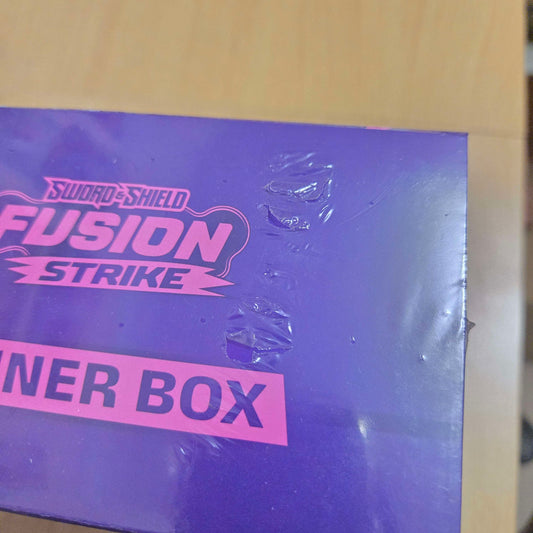 SWORD & SHIELD
FUSION
STRIKE
NER BOX